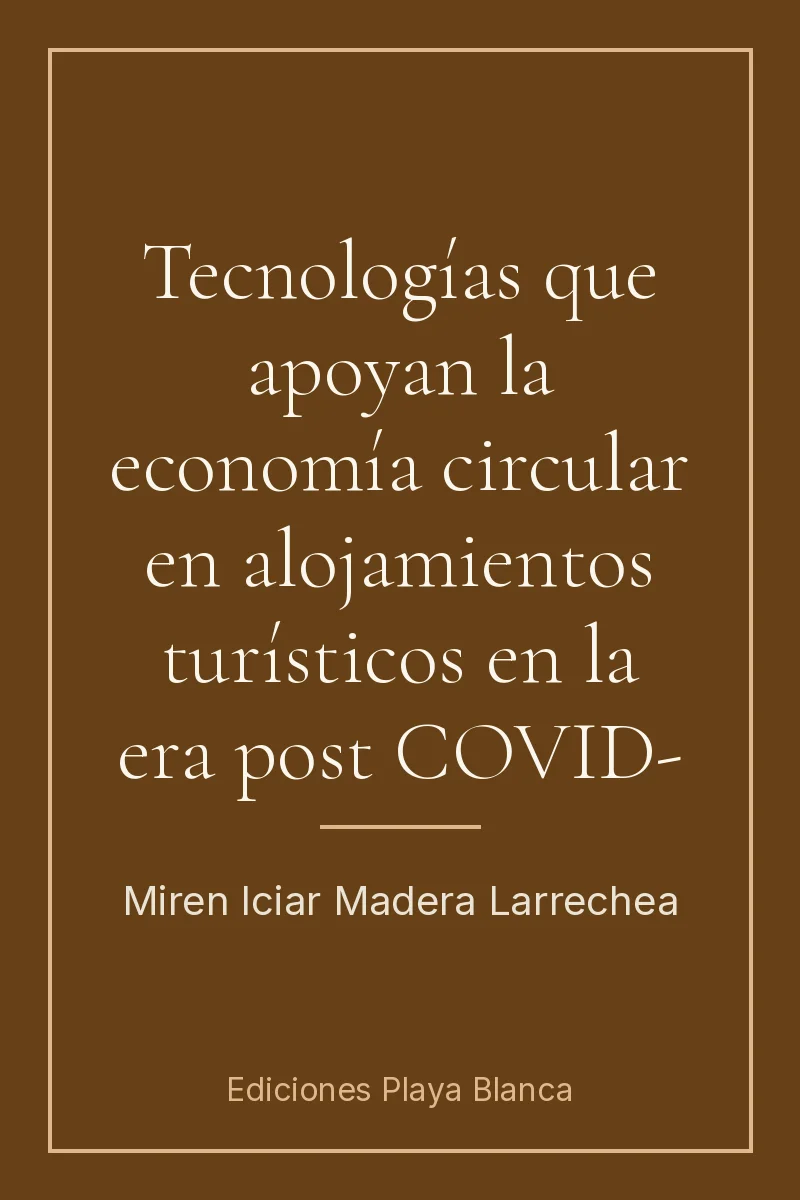 Tecnologías que
apoyan la
economía circular
en alojamientos
turísticos en la
era post COVID-
Miren Iciar Madera Larrechea
Ediciones Playa Blanca